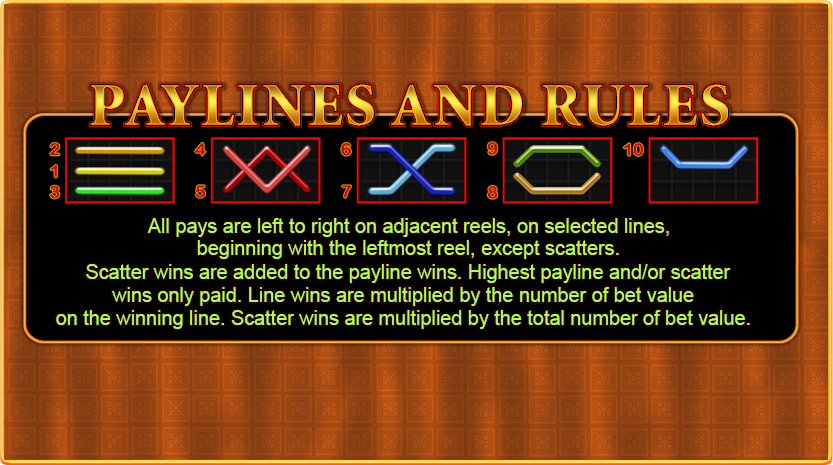 PAYLINES AND RULES
2 4 6 9 10
1
3 5 7 8
All pays are left to right on adjacent reels, on selected lines,
beginning with the leftmost reel, except scatters.
Scatter wins are added to the payline wins. Highest payline and/or scatter
wins only paid. Line wins are multiplied by the number of bet value
on the winning line. Scatter wins are multiplied by the total number of bet value.